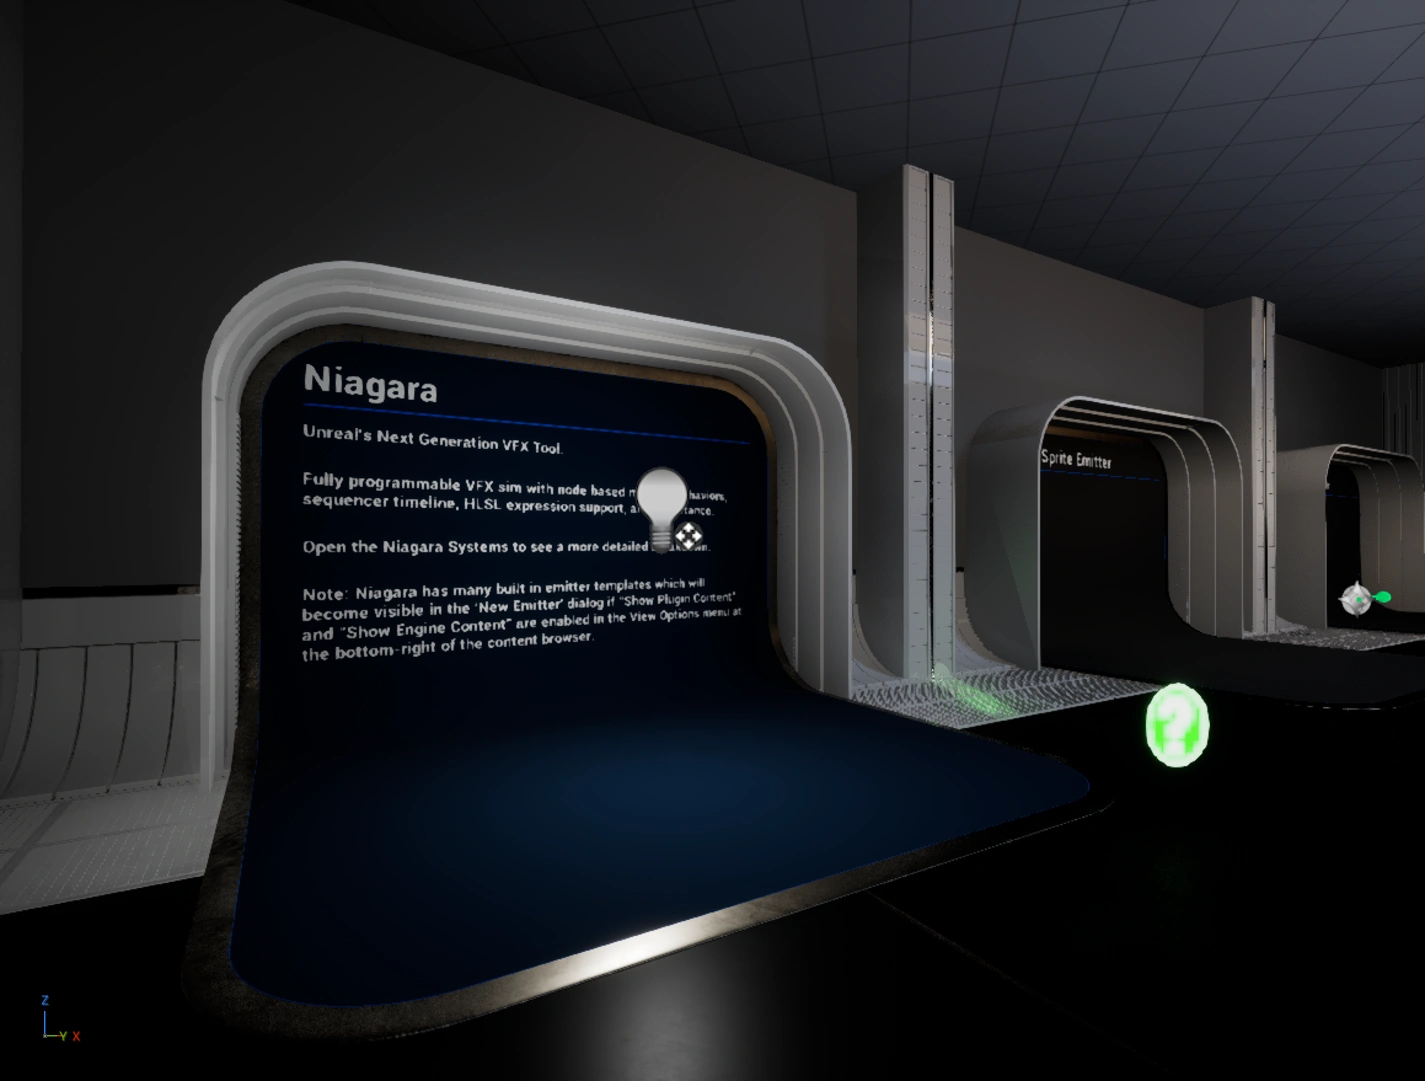 Niagara
Unreal's Next Generation VFX Tool.
Fully programmable VFX sim with node based
sequencer timeline, HLSL expression support,
Open the Niagara Systems to see a more detailed
Note: Niagara has many built in emitter templates which will
become visible in the 'New Emitter' dialog if "Show Plugin Content"
and "Show Engine Content" are enabled in the View Options menu at
the bottom-right of the content browser.
Sprite Emitter
?
Z
Y X